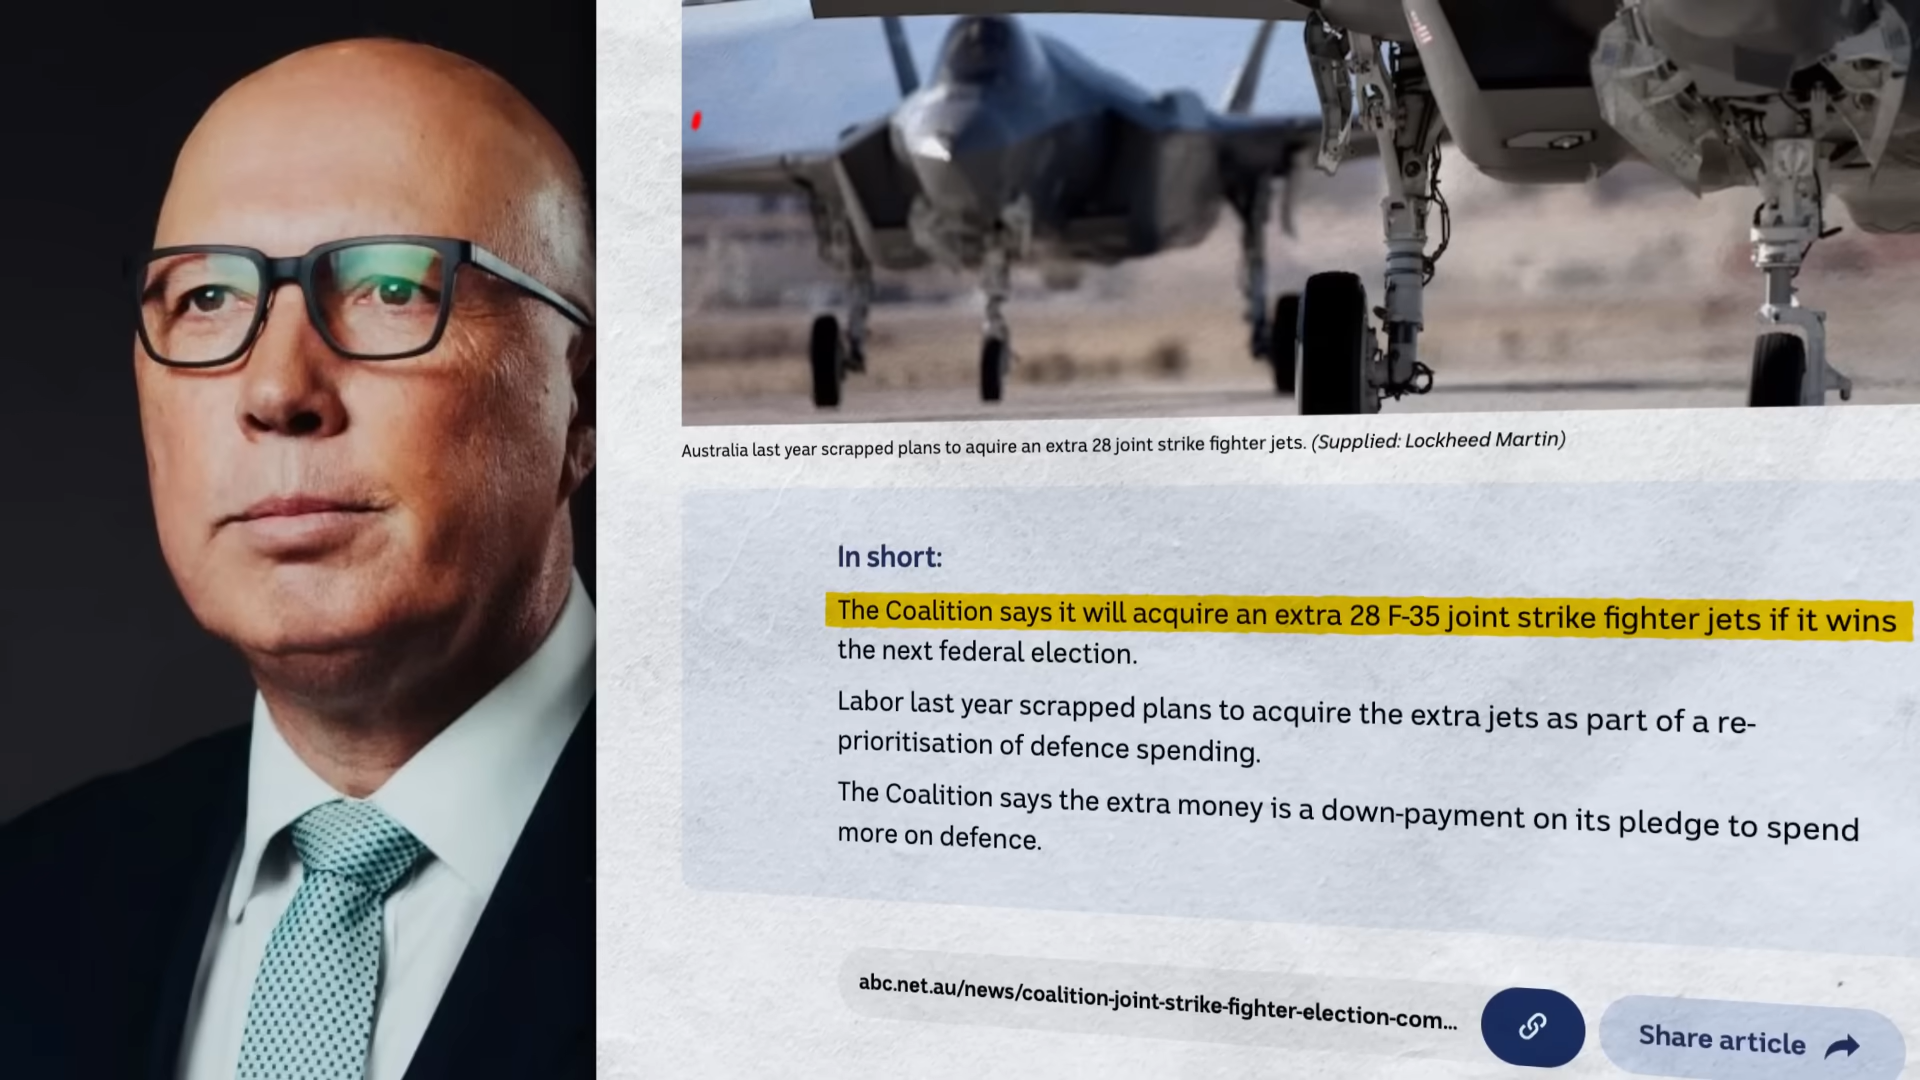 Australia last year scrapped plans to aquire an extra 28 joint strike fighter jets. (Supplied: Lockheed Martin)
In short:
The Coalition says it will acquire an extra 28 F-35 joint strike fighter jets if it wins
the next federal election.
Labor last year scrapped plans to acquire the extra jets as part of a re-
prioritisation of defence spending.
The Coalition says the extra money is a down-payment on its pledge to spend
more on defence.
abc.net.au/news/coalition-joint-strike-fighter-election-com...
Share article